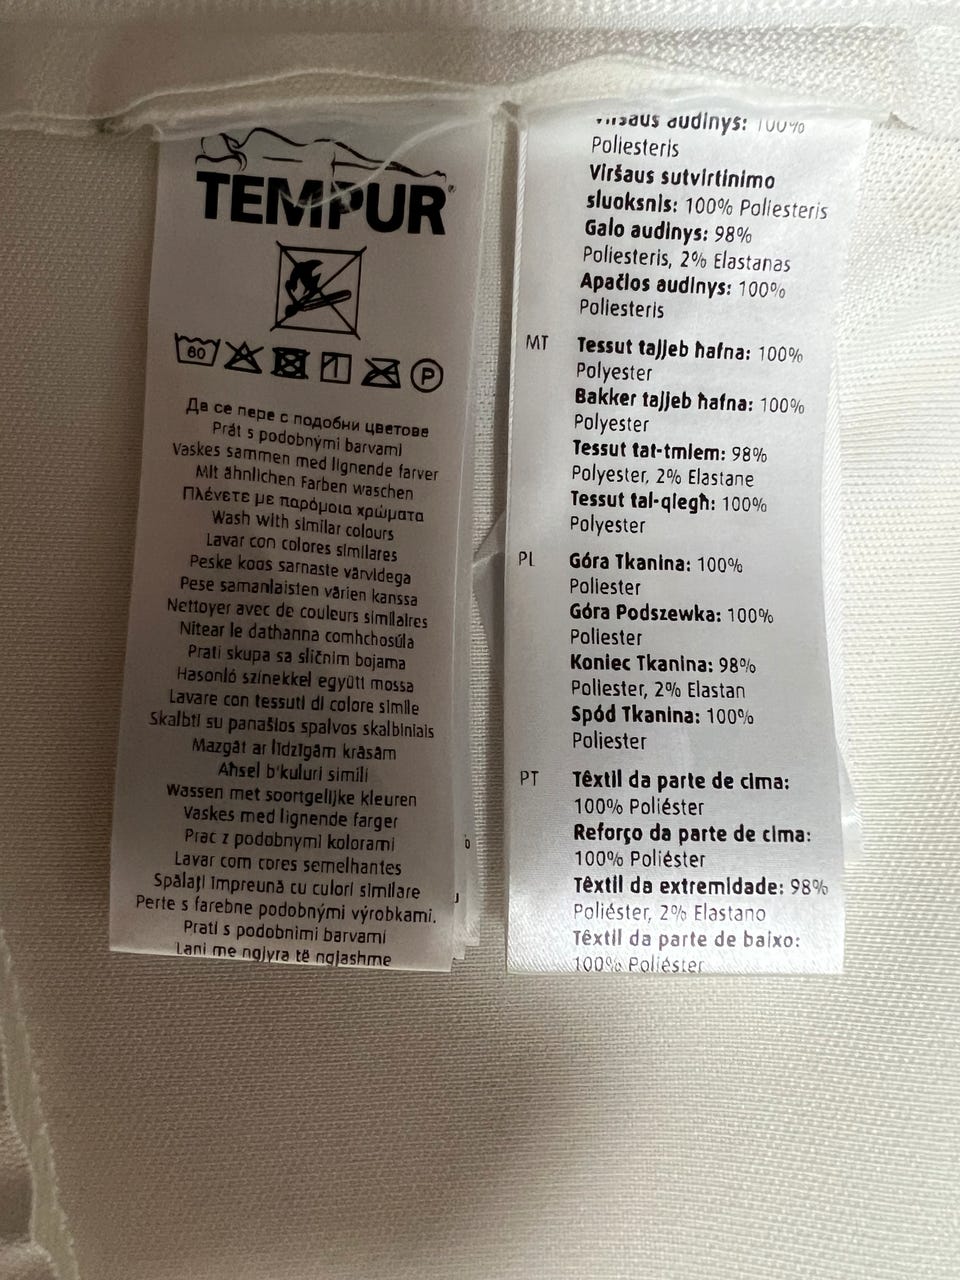 TEMPUR®
60
P
Да се пере с подобни цветове
Prát s podobnými barvami
Vaskes sammen med lignende farver
Mit ähnlichen Farben waschen
Πλένετε με παρόμοια χρώματα
Wash with similar colours
Lavar con colores similares
Peske koos sarnaste värvidega
Pese samanlaisten värien kanssa
Nettoyer avec de couleurs similaires
Nitear le dathanna comhchosúla
Prati skupa sa sličnim bojama
Hasonló színekkel együtt mossa
Lavare con tessuti di colore simile
Skalbti su panašios spalvos skalbiniais
Mazgāt ar līdzīgām krāsām
Aħsel b'kuluri simili
Wassen met soortgelijke kleuren
Vaskes med lignende farger
Prac z podobnymi kolorami
Lavar com cores semelhantes
Spălați împreună cu culori similare
Perte s farebne podobnými výrobkami.
Prati s podobnimi barvami
Lani me ngjyra të ngjashme
Viršaus audinys: 100%
Poliesteris
Viršaus sutvirtinimo
sluoksnis: 100% Poliesteris
Galo audinys: 98%
Poliesteris, 2% Elastanas
Apačios audinys: 100%
Poliesteris
MT Tessut tajjeb ħafna: 100%
Polyester
Bakker tajjeb ħafna: 100%
Polyester
Tessut tat-tmiem: 98%
Polyester, 2% Elastane
Tessut tal-qiegħ: 100%
Polyester
PL Góra Tkanina: 100%
Poliester
Góra Podszewka: 100%
Poliester
Koniec Tkanina: 98%
Poliester, 2% Elastan
Spód Tkanina: 100%
Poliester
PT Têxtil da parte de cima:
100% Poliéster
Reforço da parte de cima:
100% Poliéster
Têxtil da extremidade: 98%
Poliéster, 2% Elastano
Têxtil da parte de baixo:
100% Poliéster